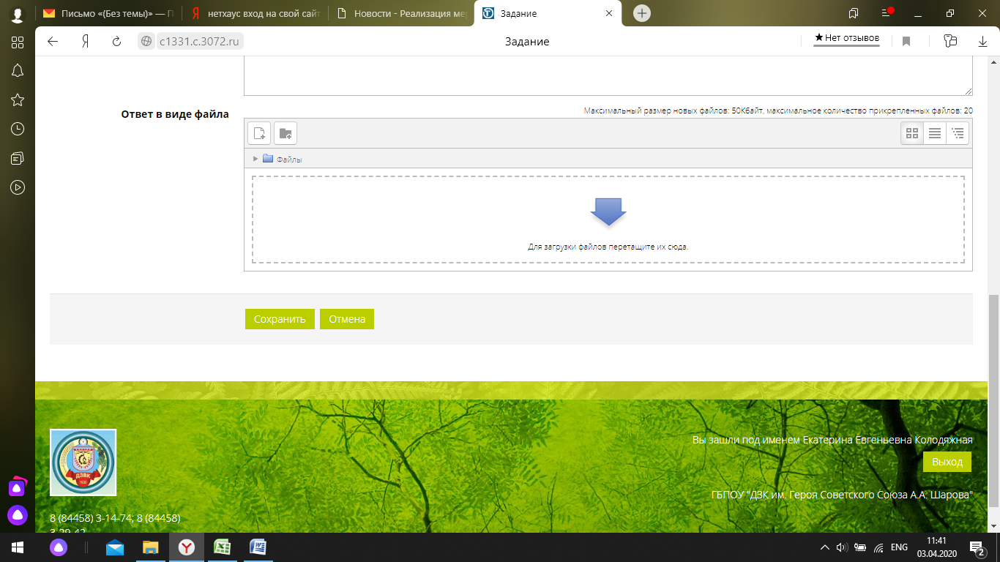 Письмо «(Без темы)» — П
нетхаус вход на свой сайт
Новости - Реализация мер
Задание
c1331.c.3072.ru
Задание
★ Нет отзывов
Ответ в виде файла
Максимальный размер новых файлов: 50Кбайт, максимальное количество прикрепленных файлов: 20
Файлы
Для загрузки файлов перетащите их сюда.
Сохранить
Отмена
Вы зашли под именем Екатерина Евгеньевна Колодяжная
Выход
ДЗВК
ГБПОУ "ДЗК им. Героя Советского Союза А.А. Шарова"
8 (84458) 3-14-74; 8 (84458)
3-29-42
ENG
11:41
03.04.2020
2